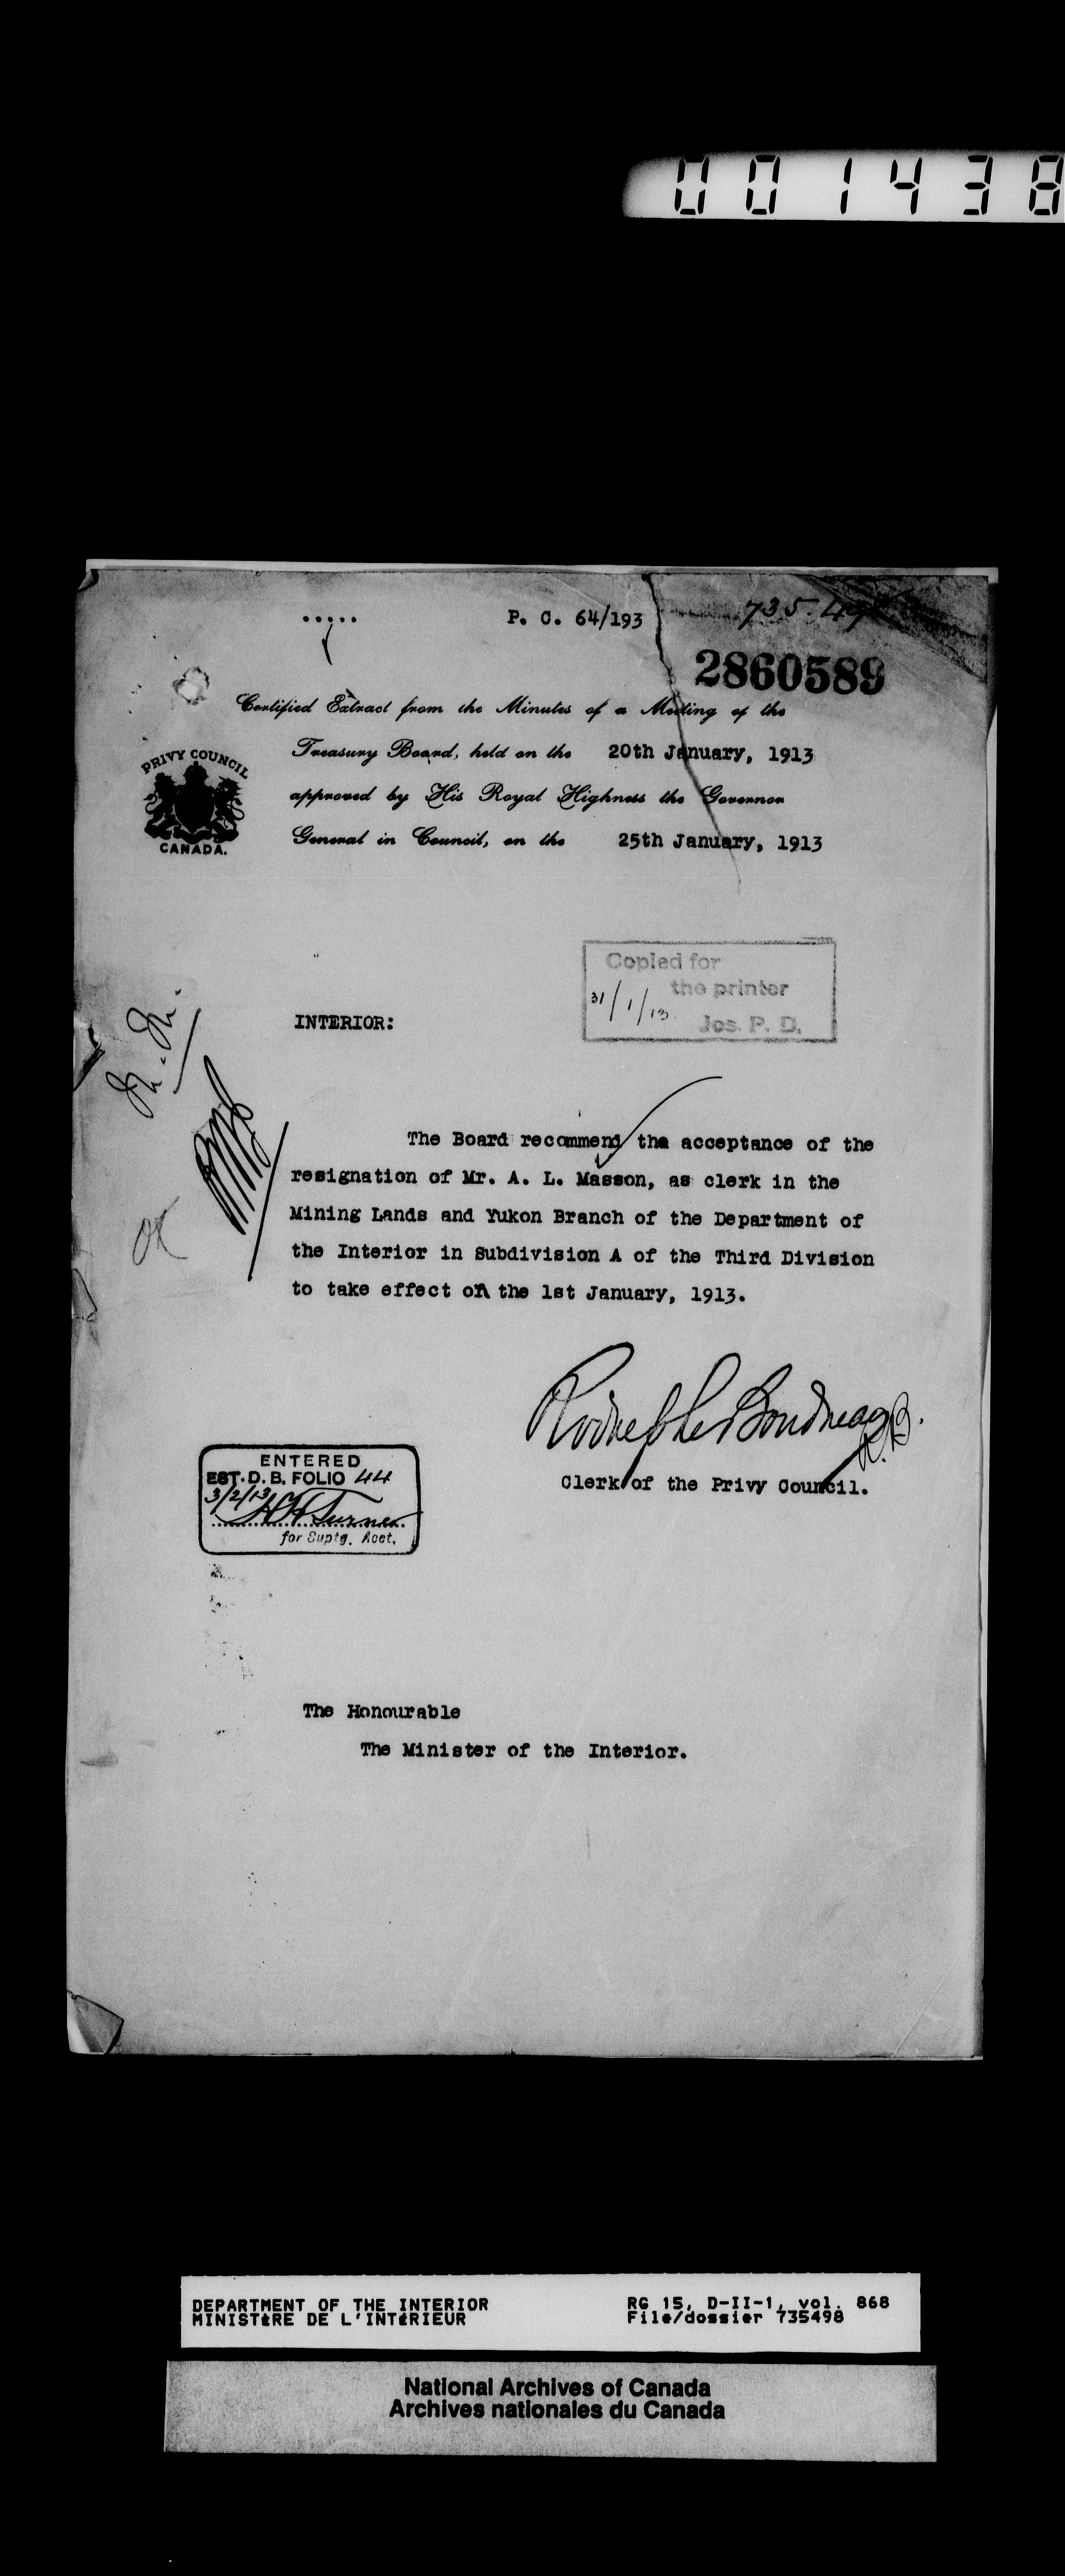 001438
P. C. 64/193
735.49
2860589
Certified Extract from the Minutes of a Meeting of the
Treasury Board, held on the 20th January, 1913
approved by His Royal Highness the Governor
General in Council, on the 25th January, 1913
PRIVY COUNCIL
CANADA.
Copied for
the printer
31/1/13
Jos. P. D.
INTERIOR:
The Board recommend the acceptance of the
resignation of Mr. A. L. Masson, as clerk in the
Mining Lands and Yukon Branch of the Department of
the Interior in Subdivision A of the Third Division
to take effect on the 1st January, 1913.
Rodolphe Boudreau
Clerk of the Privy Council.
ENTERED
EST. D. B. FOLIO 44
3/2/13
Turner
for Suptg. Acct.
The Honourable
The Minister of the Interior.
DEPARTMENT OF THE INTERIOR
MINISTÈRE DE L'INTÉRIEUR
RG 15, D-II-1, vol. 868
File/dossier 735498
National Archives of Canada
Archives nationales du Canada